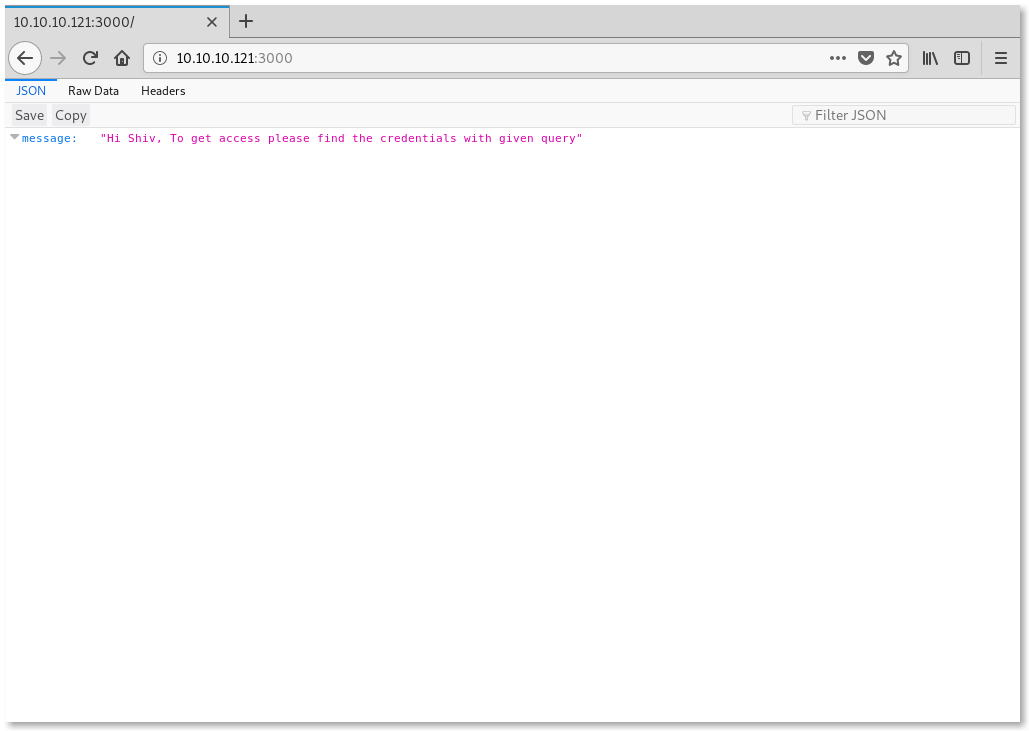 10.10.10.121:3000/
10.10.10.121:3000
JSON Raw Data Headers
Save Copy Filter JSON
message: "Hi Shiv, To get access please find the credentials with given query"